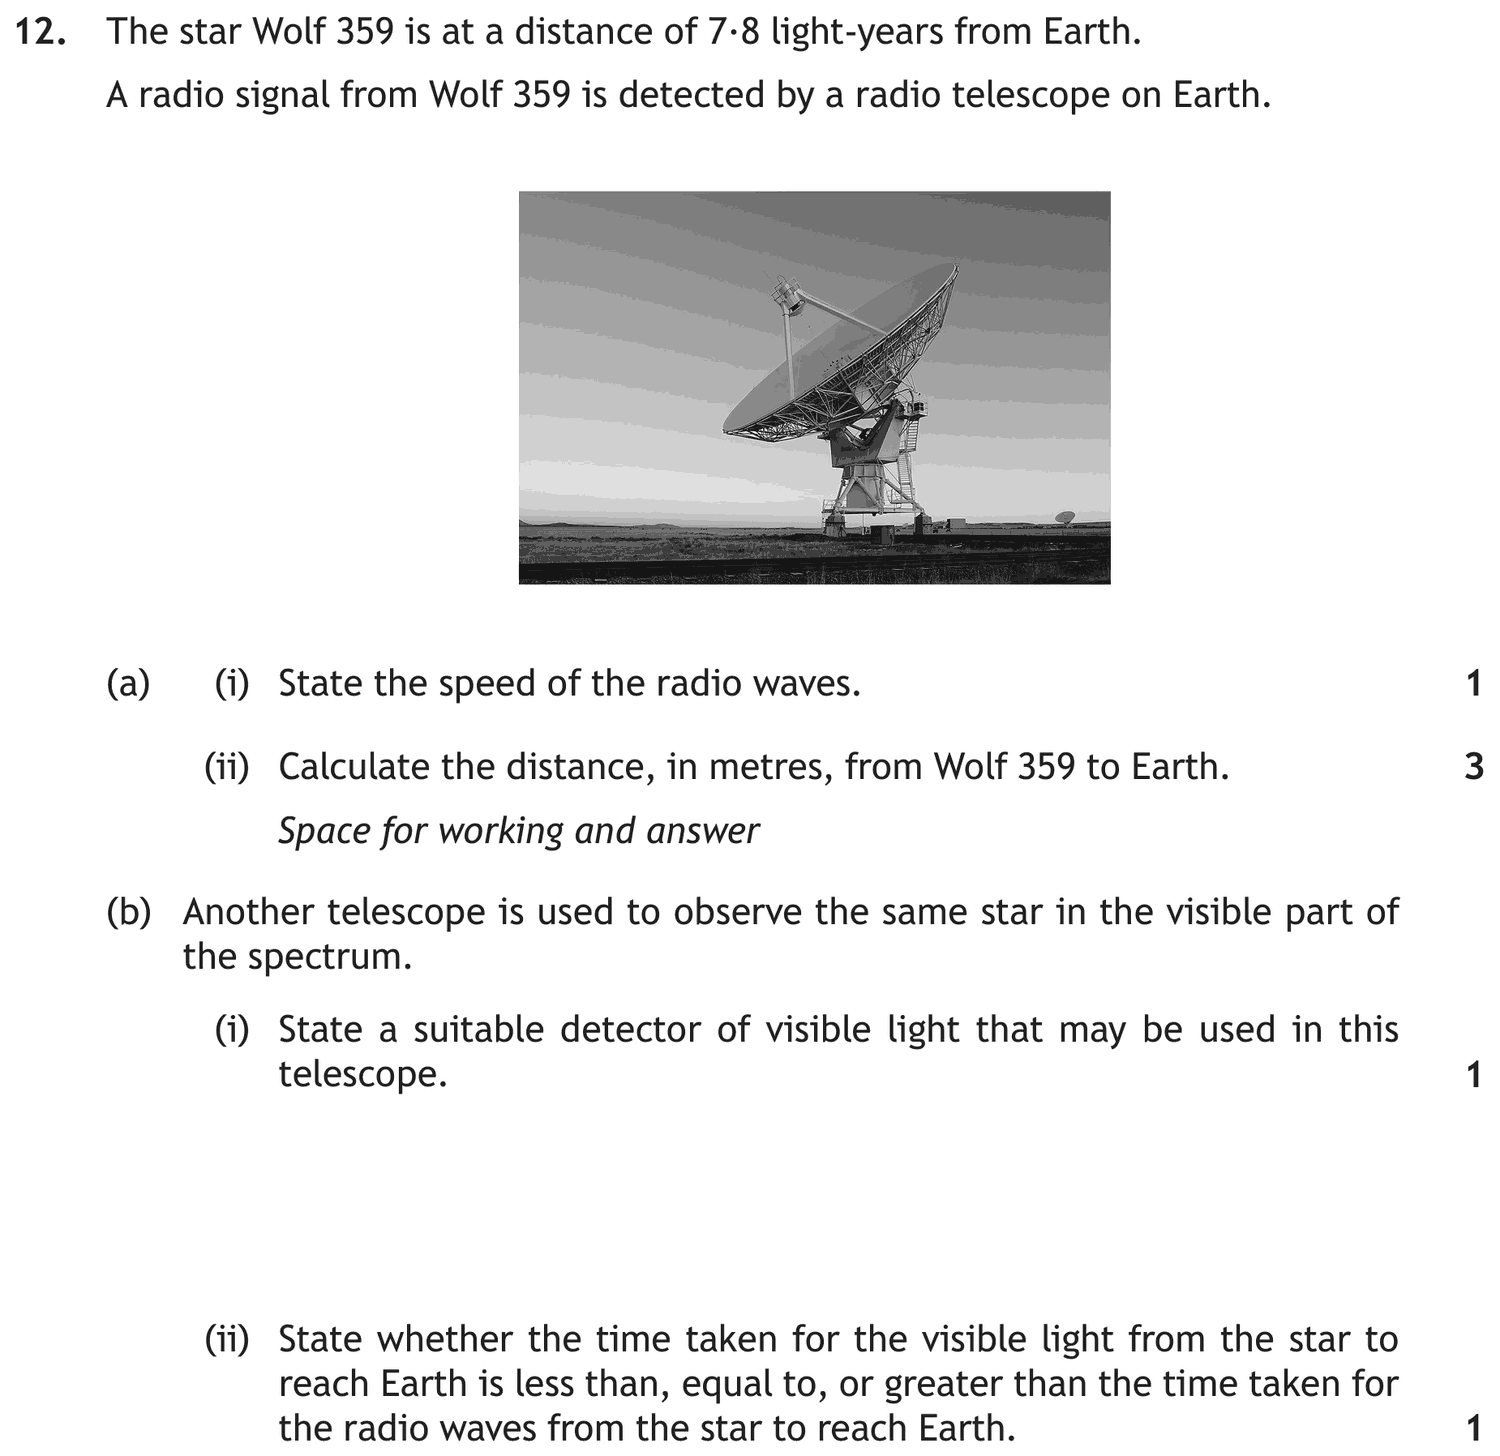 12. The star Wolf 359 is at a distance of 7·8 light-years from Earth.
A radio signal from Wolf 359 is detected by a radio telescope on Earth.
(a) (i) State the speed of the radio waves. 1
(ii) Calculate the distance, in metres, from Wolf 359 to Earth. 3
Space for working and answer
(b) Another telescope is used to observe the same star in the visible part of
the spectrum.
(i) State a suitable detector of visible light that may be used in this
telescope. 1
(ii) State whether the time taken for the visible light from the star to
reach Earth is less than, equal to, or greater than the time taken for
the radio waves from the star to reach Earth. 1